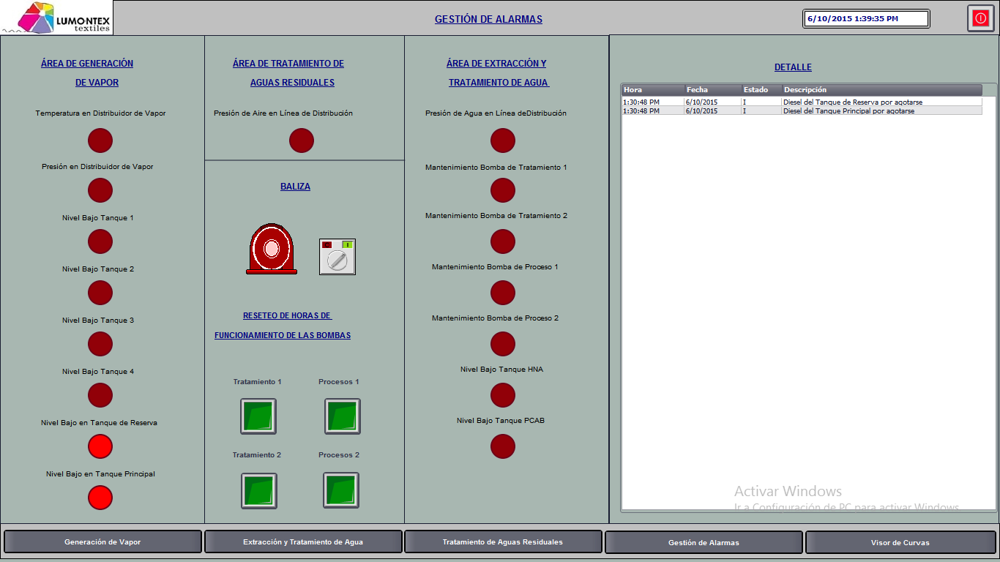 LUMONTEX
textiles
GESTIÓN DE ALARMAS
6/10/2015 1:39:35 PM
ÁREA DE GENERACIÓN
DE VAPOR
Temperatura en Distribuidor de Vapor
Presión en Distribuidor de Vapor
Nivel Bajo Tanque 1
Nivel Bajo Tanque 2
Nivel Bajo Tanque 3
Nivel Bajo Tanque 4
Nivel Bajo en Tanque de Reserva
Nivel Bajo en Tanque Principal
ÁREA DE TRATAMIENTO DE
AGUAS RESIDUALES
Presión de Aire en Línea de Distribución
BALIZA
O I
RESETEO DE HORAS DE
FUNCIONAMIENTO DE LAS BOMBAS
Tratamiento 1 Procesos 1
Tratamiento 2 Procesos 2
ÁREA DE EXTRACCIÓN Y
TRATAMIENTO DE AGUA
Presión de Agua en Línea deDistribución
Mantenimiento Bomba de Tratamiento 1
Mantenimiento Bomba de Tratamiento 2
Mantenimiento Bomba de Proceso 1
Mantenimiento Bomba de Proceso 2
Nivel Bajo Tanque HNA
Nivel Bajo Tanque PCAB
DETALLE
Hora Fecha Estado Descripción
1:30:48 PM 6/10/2015 I Diesel del Tanque de Reserva por agotarse
1:30:48 PM 6/10/2015 I Diesel del Tanque Principal por agotarse
Activar Windows
Ir a Configuración de PC para activar Windows.
Generación de Vapor Extracción y Tratamiento de Agua Tratamiento de Aguas Residuales Gestión de Alarmas Visor de Curvas